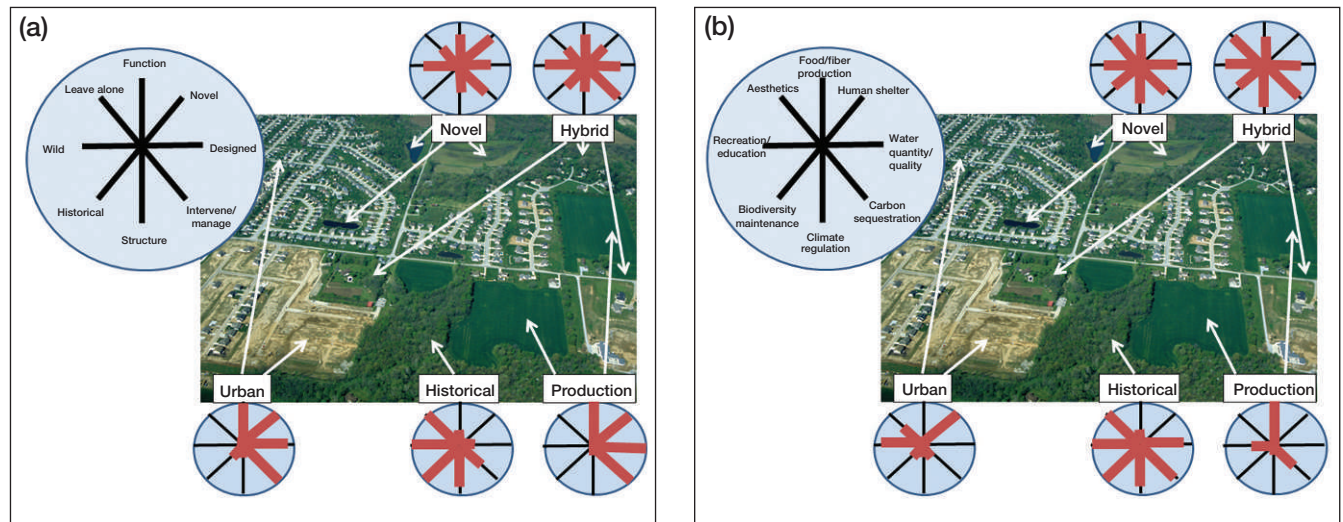 (a)
Function
Leave alone
Novel
Wild
Designed
Historical
Intervene/
manage
Structure
Novel
Hybrid
Urban
Historical
Production
(b)
Food/fiber
production
Aesthetics
Human shelter
Recreation/
education
Water
quantity/
quality
Biodiversity
maintenance
Carbon
sequestration
Climate
regulation
Novel
Hybrid
Urban
Historical
Production